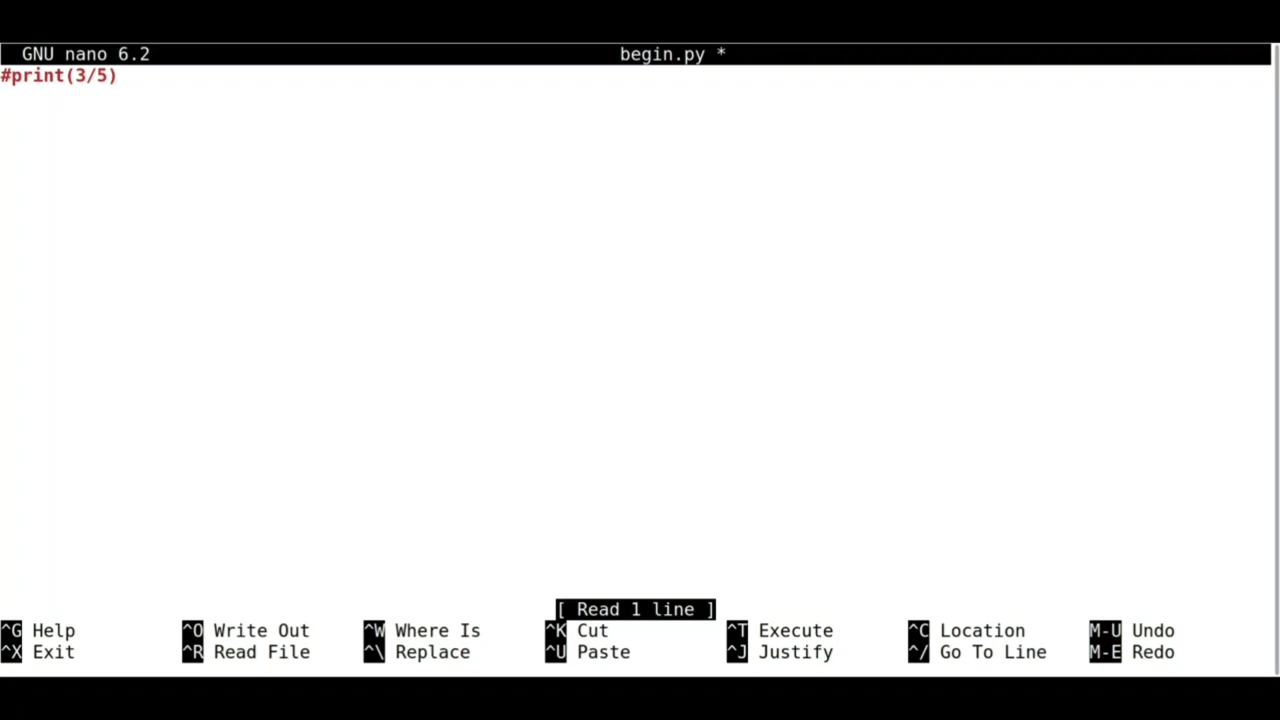 GNU nano 6.2 begin.py *
#print(3/5)
[ Read 1 line ]
^G Help ^O Write Out ^W Where Is ^K Cut ^T Execute ^C Location M-U Undo
^X Exit ^R Read File ^\ Replace ^U Paste ^J Justify ^/ Go To Line M-E Redo